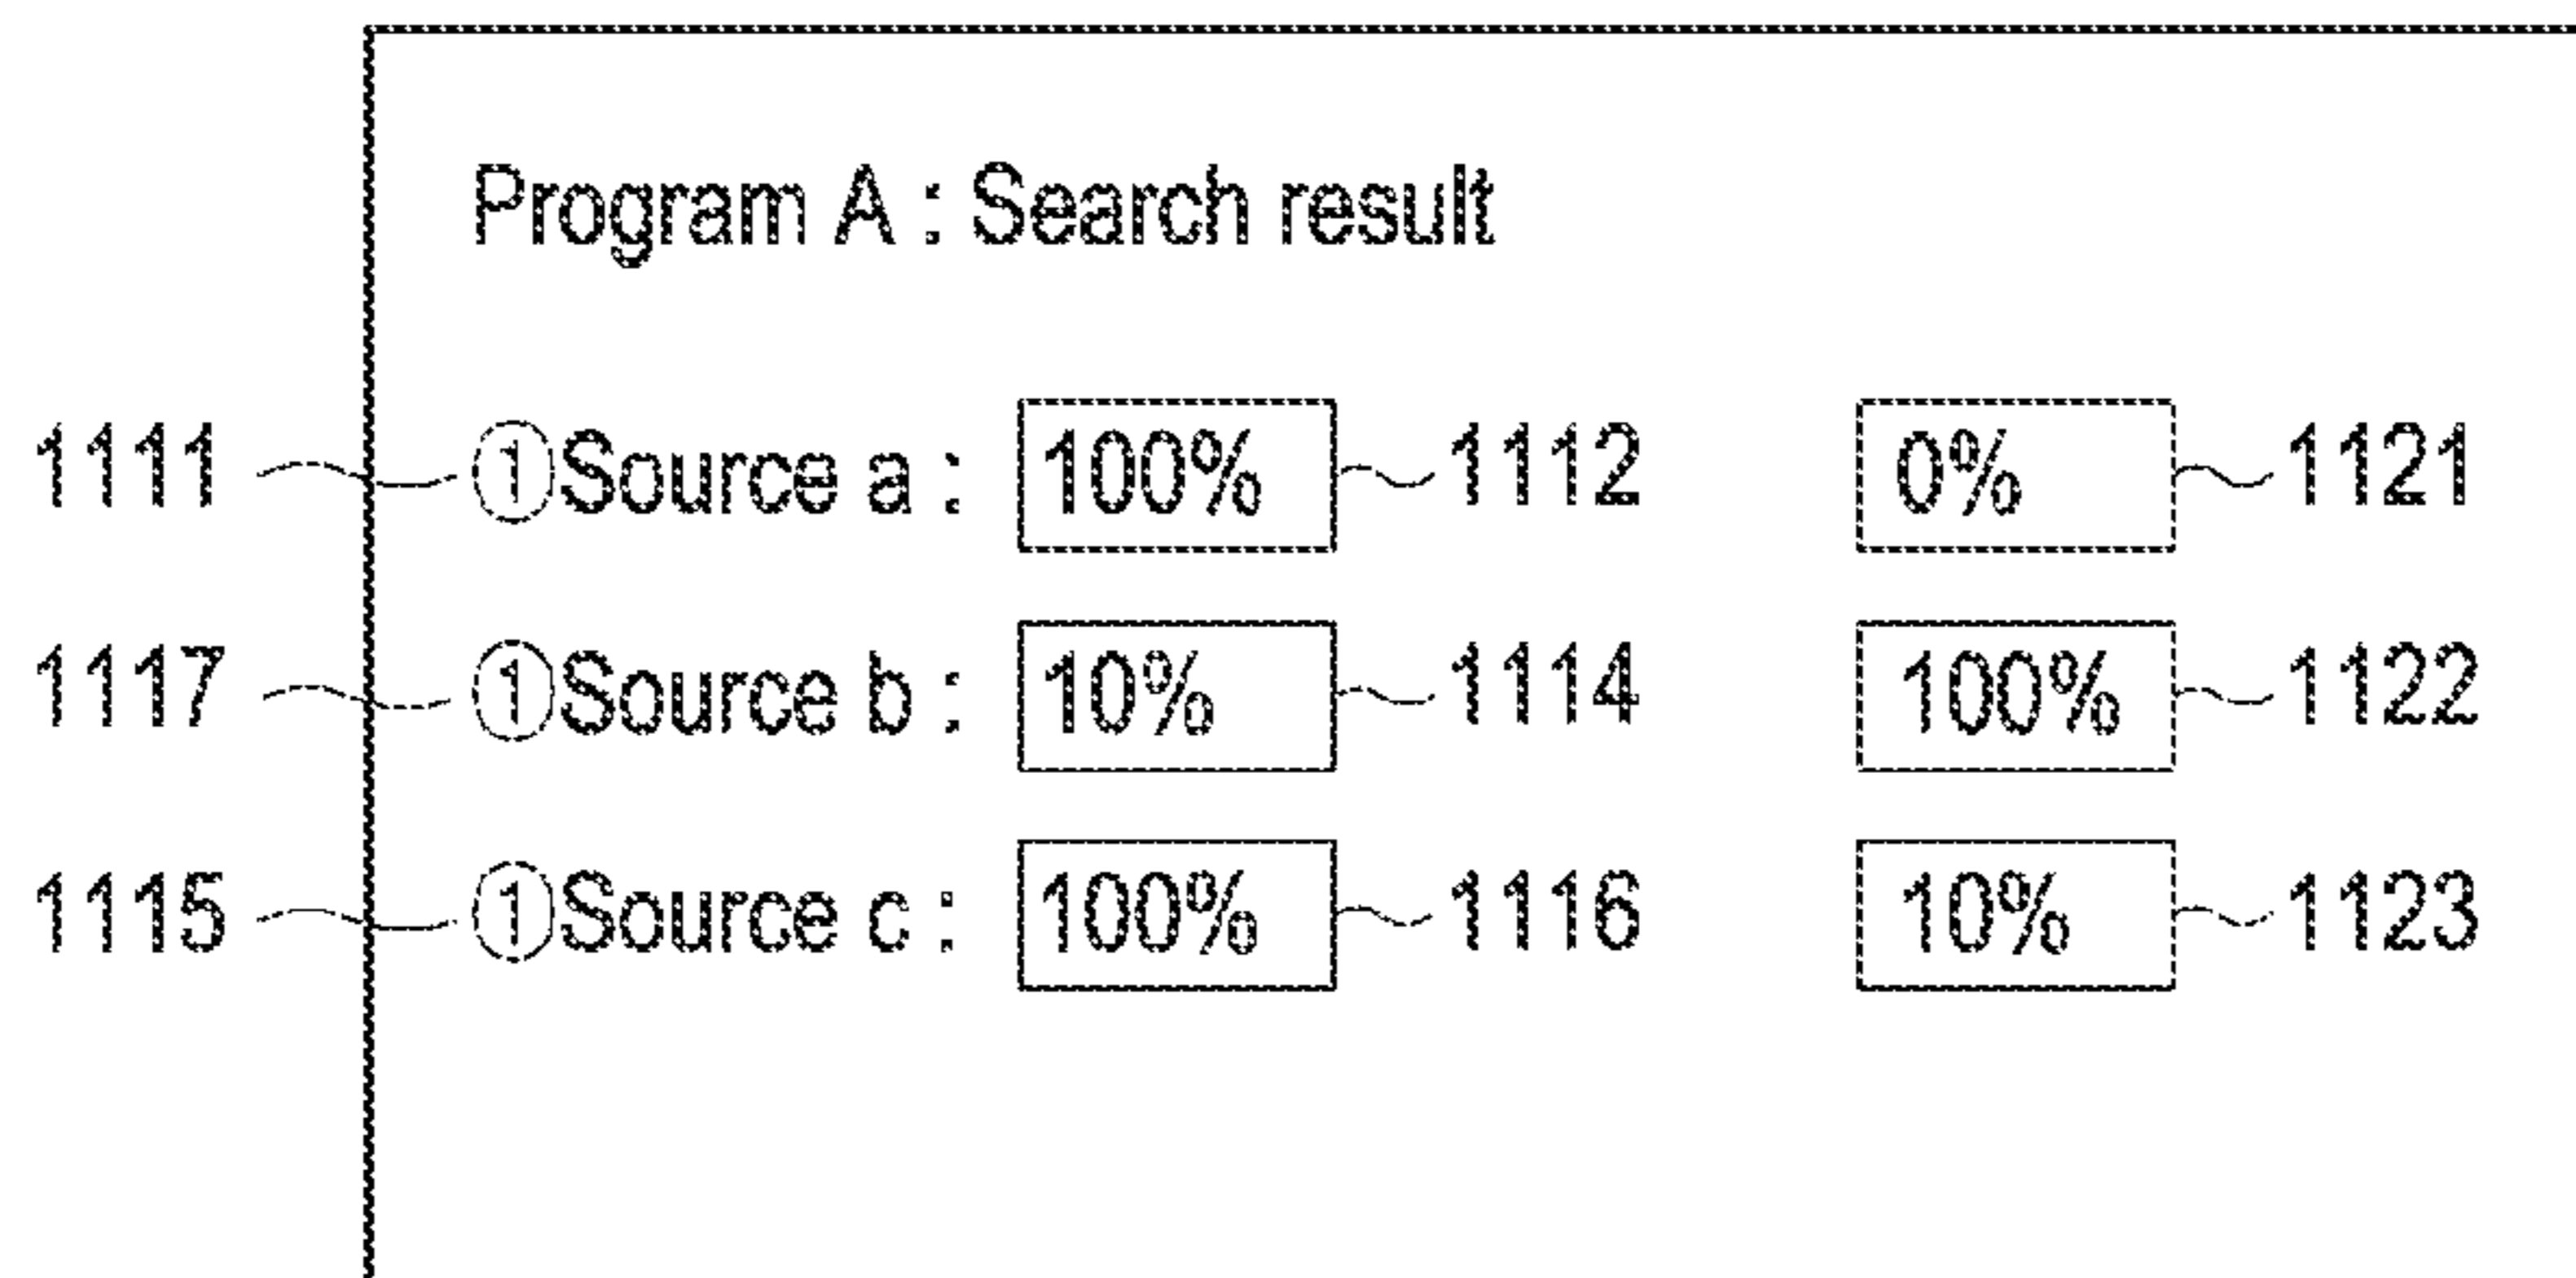 Program A : Search result
1111 ①Source a : 100% 1112 0% 1121
1117 ①Source b : 10% 1114 100% 1122
1115 ①Source c : 100% 1116 10% 1123